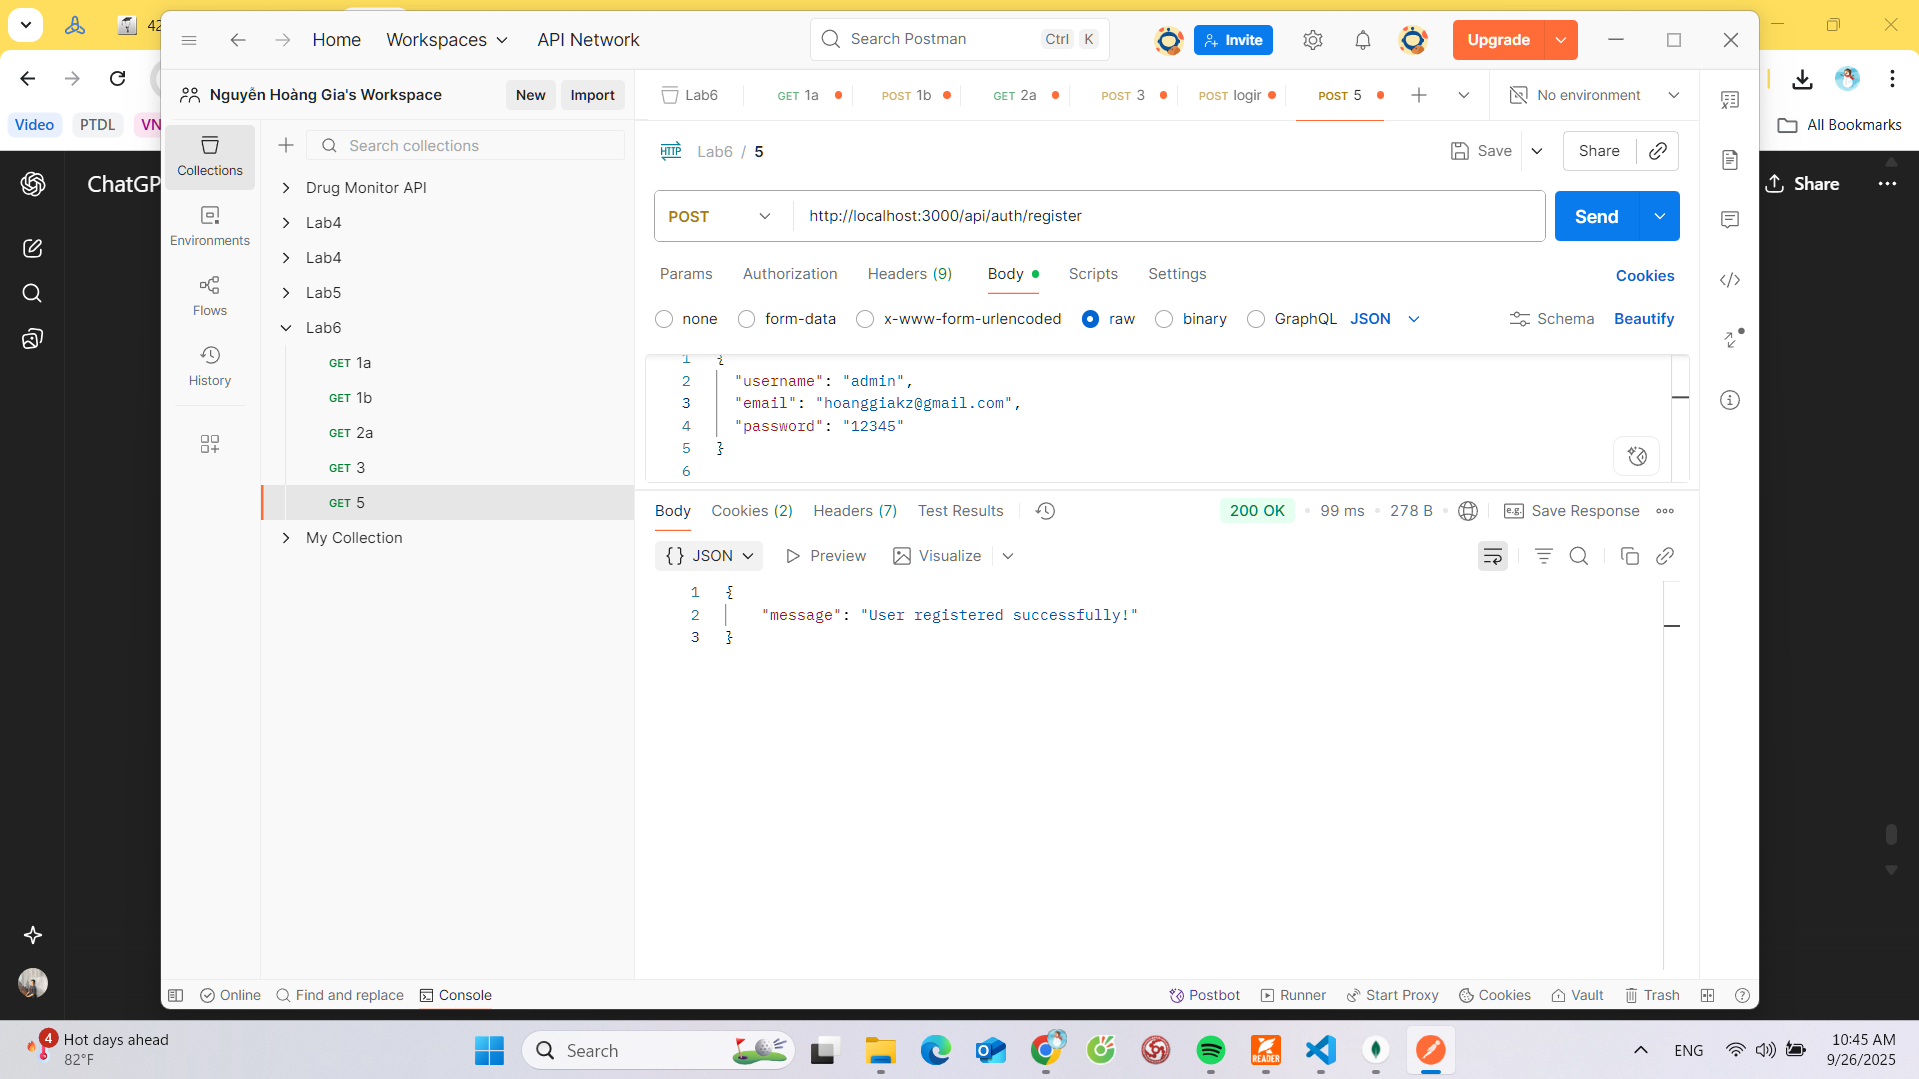 42
Home
Workspaces
API Network
Search Postman
Ctrl
K
Invite
Upgrade
Nguyễn Hoàng Gia's Workspace
New
Import
Lab6
GET 1a
POST 1b
GET 2a
POST 3
POST logir
POST 5
No environment
Video
PTDL
VN
All Bookmarks
ChatGP
Share
Collections
Environments
Flows
History
Search collections
Drug Monitor API
Lab4
Lab4
Lab5
Lab6
GET 1a
GET 1b
GET 2a
GET 3
GET 5
My Collection
HTTP
Lab6 / 5
Save
Share
POST
http://localhost:3000/api/auth/register
Send
Params
Authorization
Headers (9)
Body
Scripts
Settings
Cookies
none
form-data
x-www-form-urlencoded
raw
binary
GraphQL
JSON
Schema
Beautify
1 {
2 "username": "admin",
3 "email": "hoanggiakz@gmail.com",
4 "password": "12345"
5 }
6
Body
Cookies (2)
Headers (7)
Test Results
200 OK
99 ms
278 B
e.g.
Save Response
{} JSON
Preview
Visualize
1 {
2 "message": "User registered successfully!"
3 }
Online
Find and replace
Console
Postbot
Runner
Start Proxy
Cookies
Vault
Trash
4
Hot days ahead
82°F
Search
READER
ENG
10:45 AM
9/26/2025